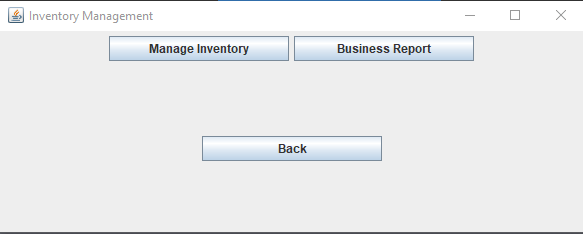 Inventory Management
Manage Inventory Business Report
Back